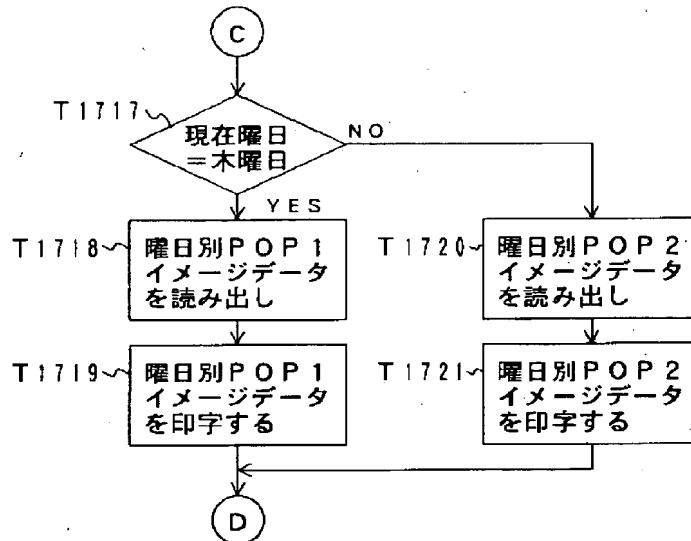 C
T1717
現在曜日
=木曜日
NO
YES
T1718
曜日別POP1
イメージデータ
を読み出し
T1720
曜日別POP2
イメージデータ
を読み出し
T1719
曜日別POP1
イメージデータ
を印字する
T1721
曜日別POP2
イメージデータ
を印字する
D